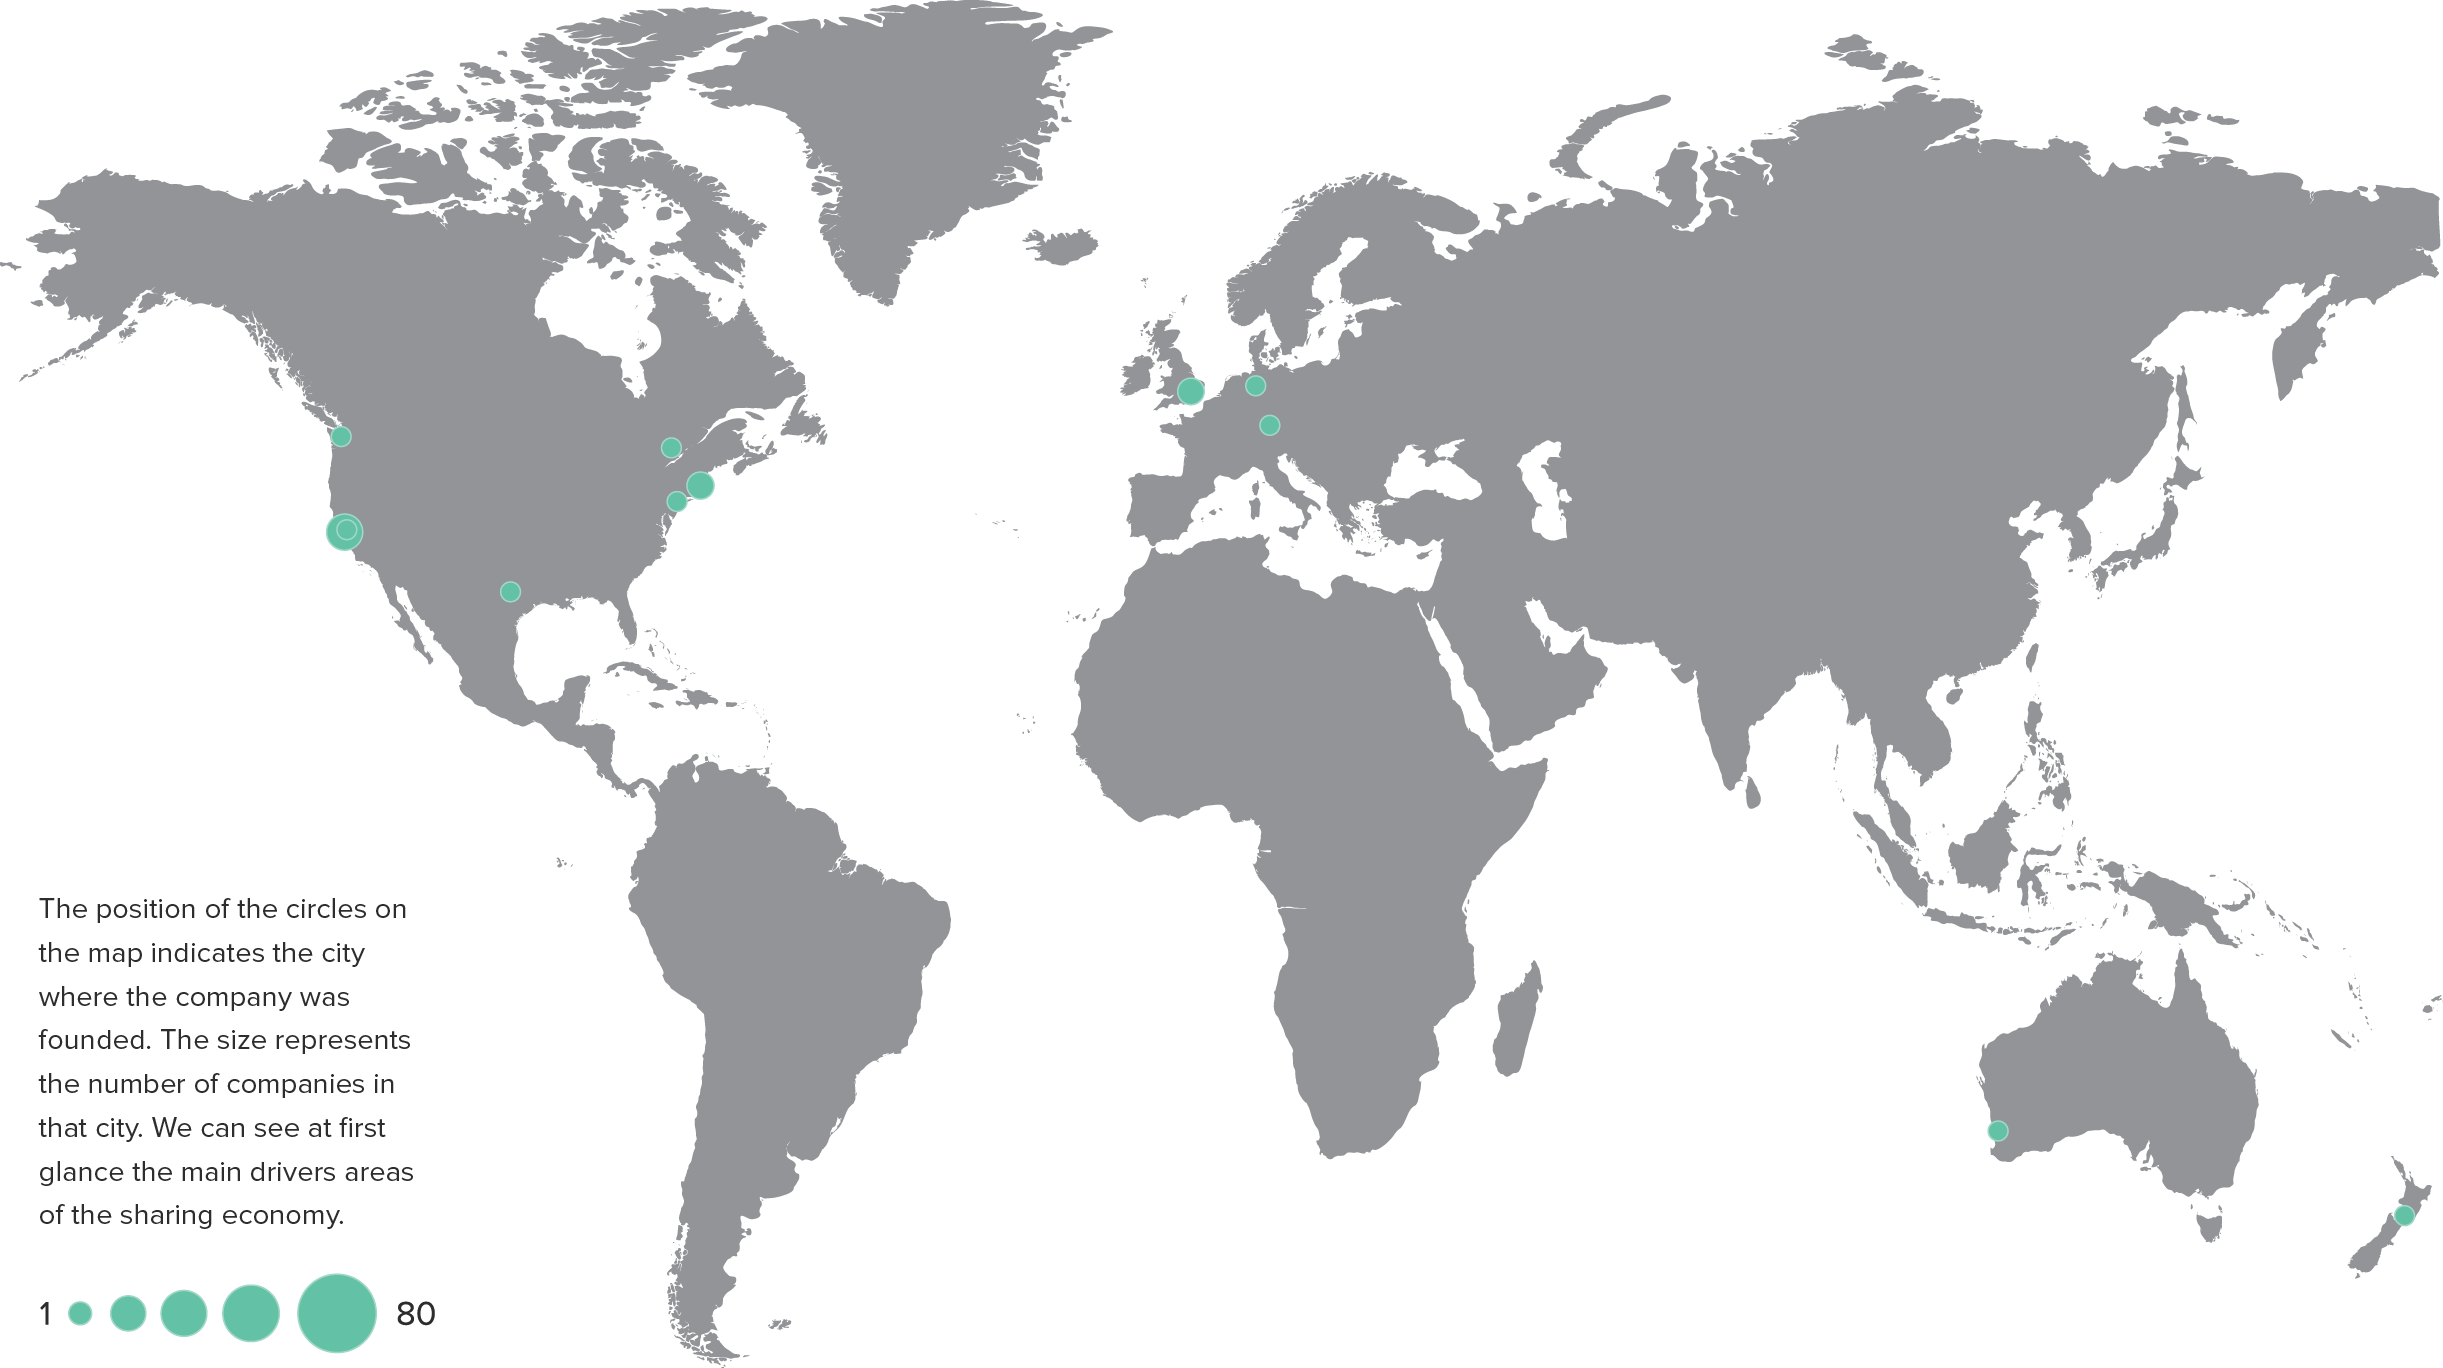 The position of the circles on
the map indicates the city
where the company was
founded. The size represents
the number of companies in
that city. We can see at first
glance the main drivers areas
of the sharing economy.
1 80